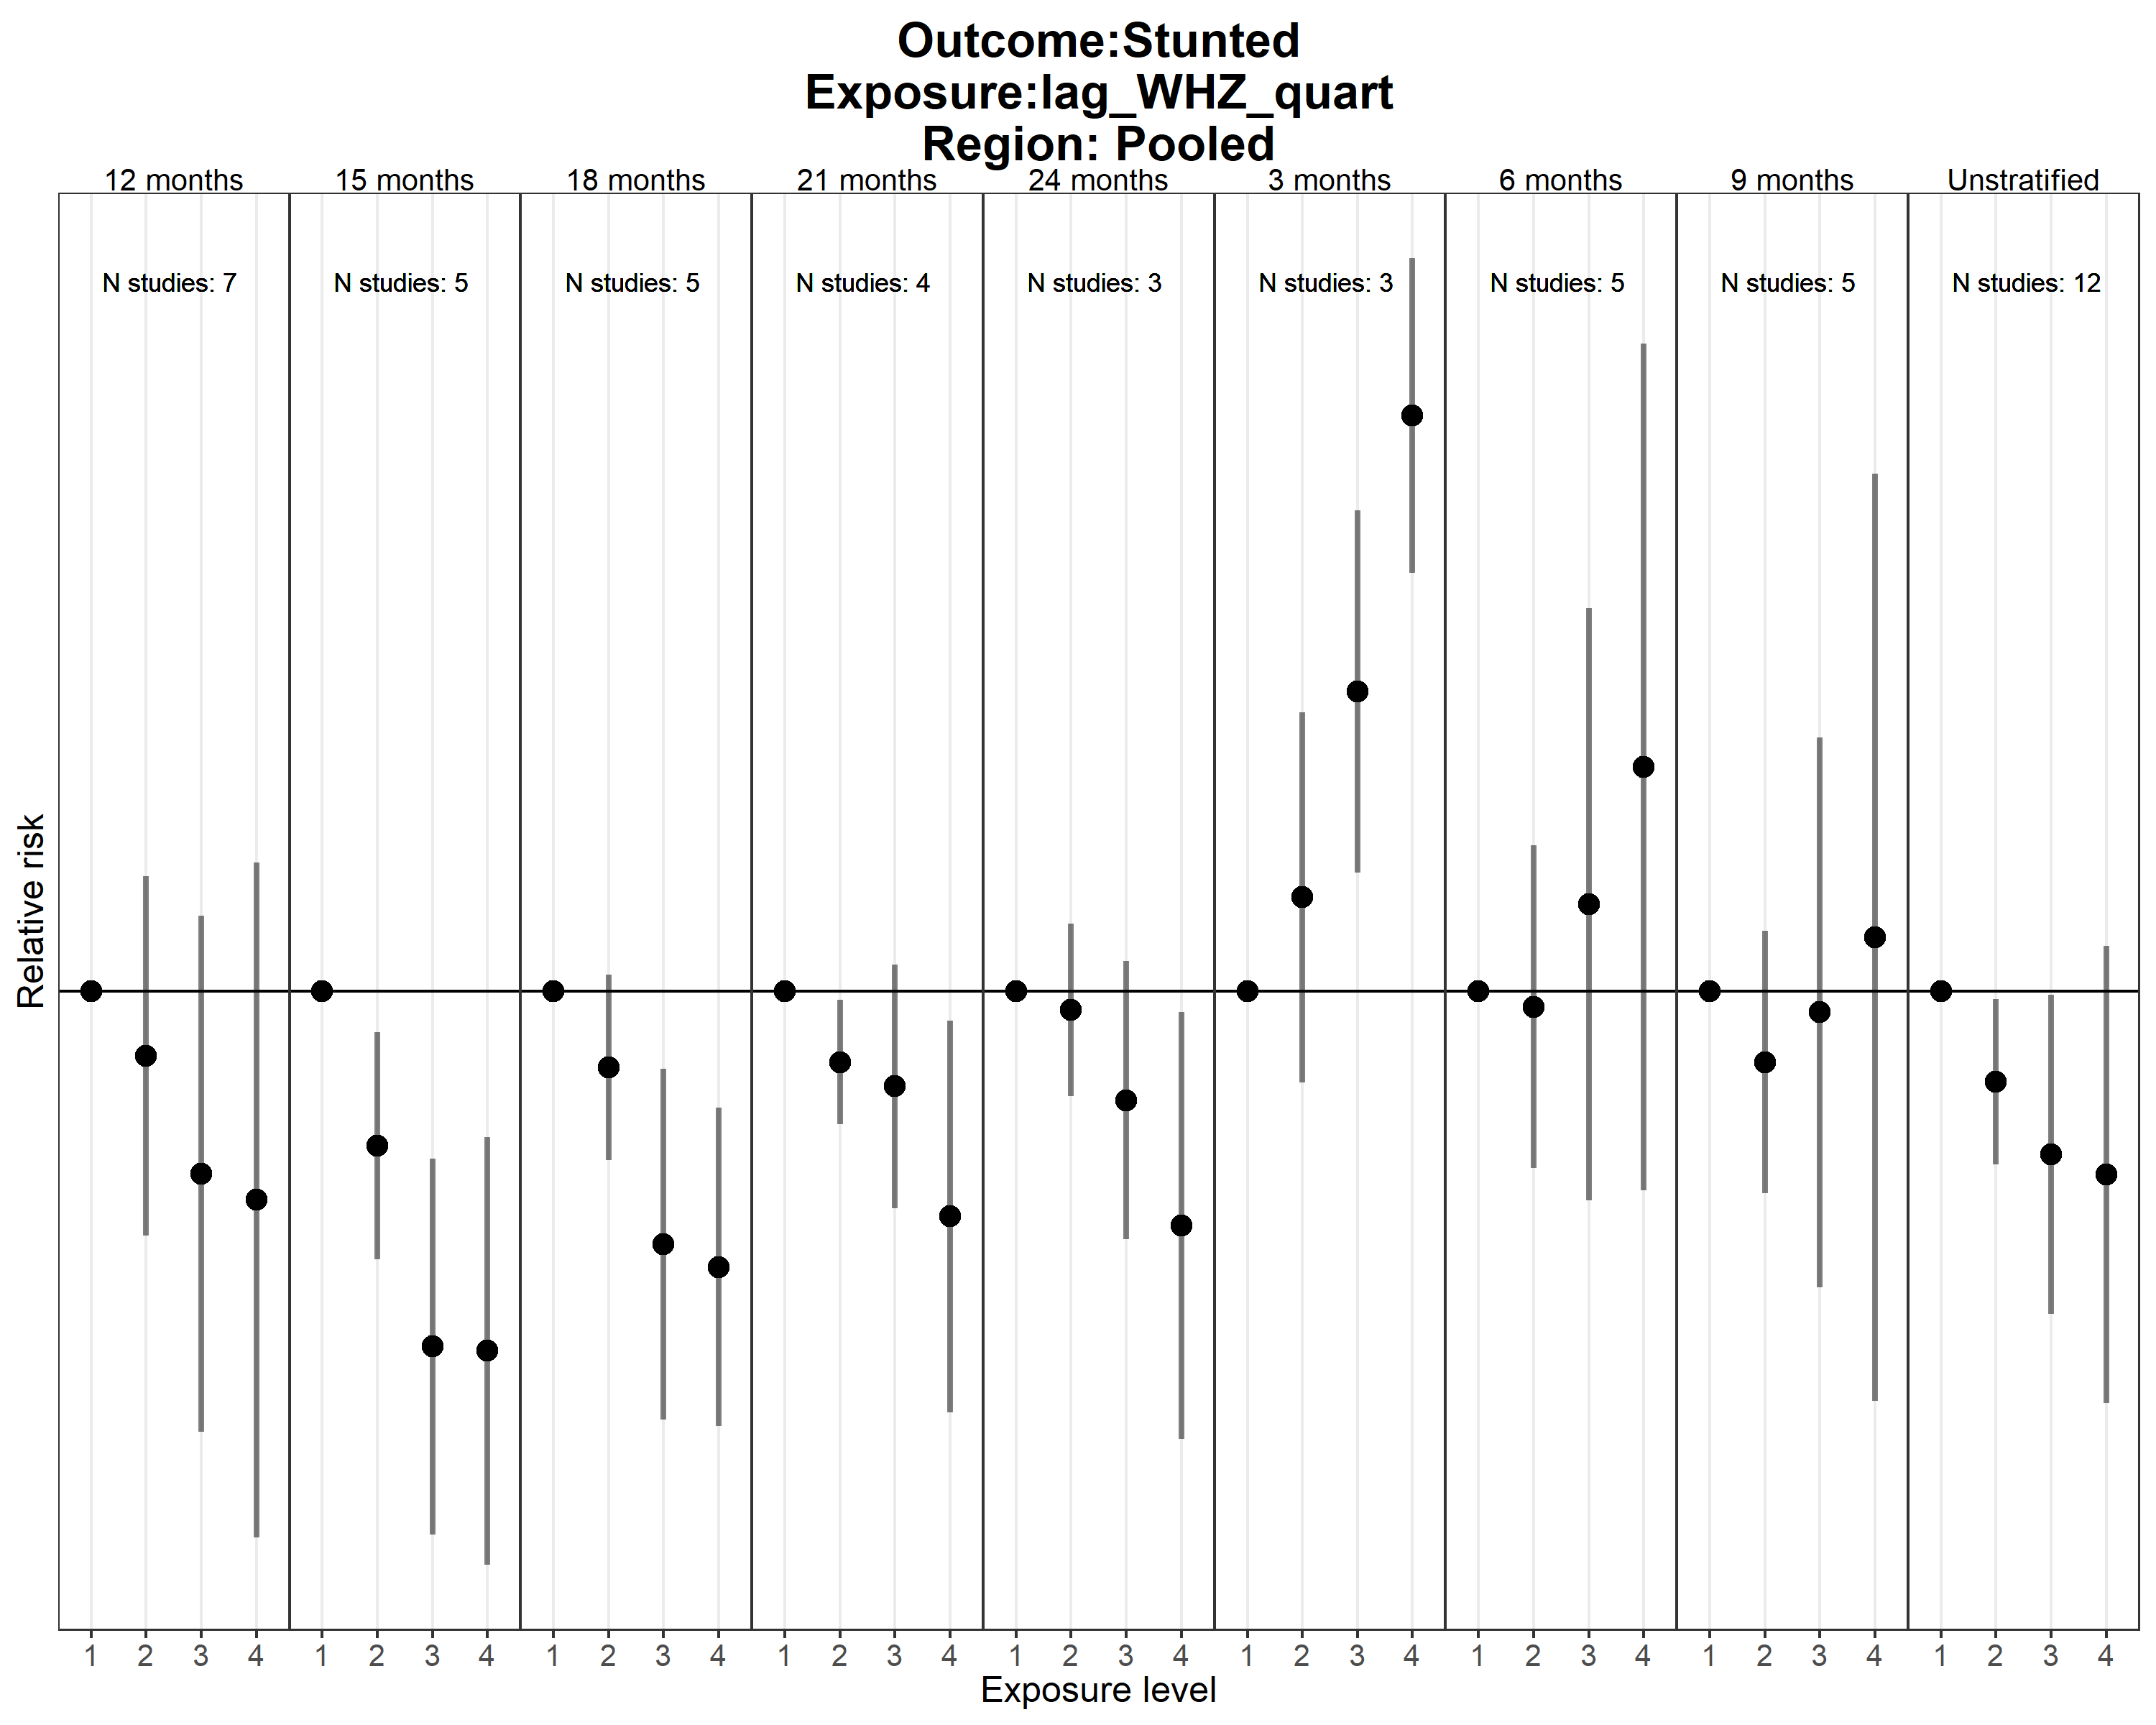 Outcome:Stunted
Exposure:lag_WHZ_quart
Region: Pooled
12 months 15 months 18 months 21 months 24 months 3 months 6 months 9 months Unstratified
N studies: 7 N studies: 5 N studies: 5 N studies: 4 N studies: 3 N studies: 3 N studies: 5 N studies: 5 N studies: 12
Relative risk
1 2 3 4 1 2 3 4 1 2 3 4 1 2 3 4 1 2 3 4 1 2 3 4 1 2 3 4 1 2 3 4 1 2 3 4
Exposure level